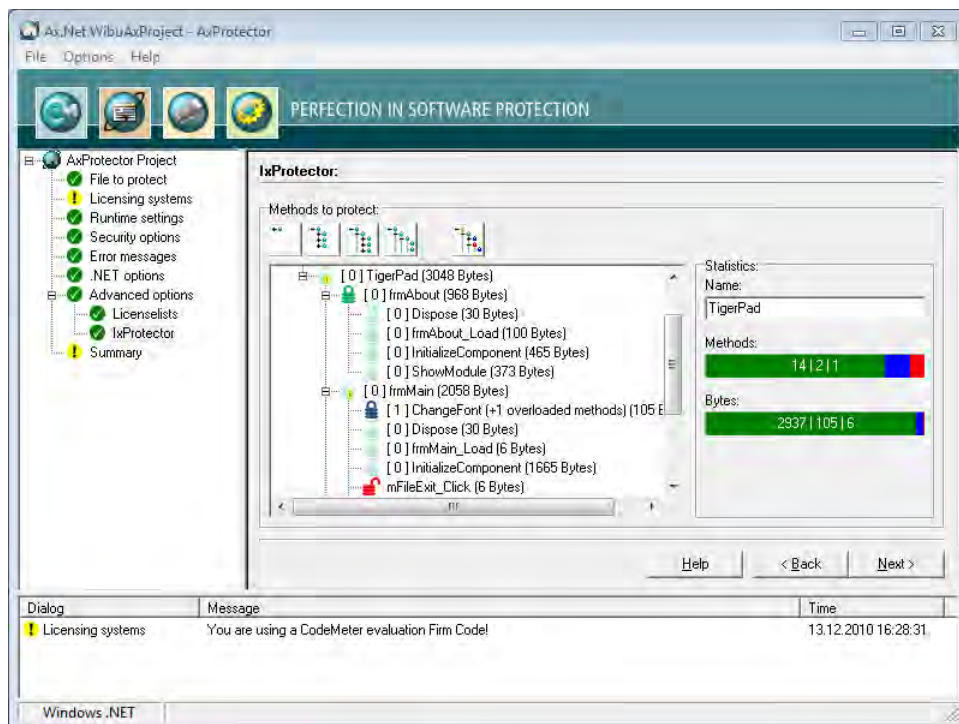 Ax.Net WibuAxProject - AxProtector
File Options Help
PERFECTION IN SOFTWARE PROTECTION
AxProtector Project
File to protect
Licensing systems
Runtime settings
Security options
Error messages
.NET options
Advanced options
Licenselists
IxProtector
Summary
IxProtector:
Methods to protect:
[ 0 ] TigerPad (3048 Bytes)
[ 0 ] frmAbout (968 Bytes)
[ 0 ] Dispose (30 Bytes)
[ 0 ] frmAbout_Load (100 Bytes)
[ 0 ] InitializeComponent (465 Bytes)
[ 0 ] ShowModule (373 Bytes)
[ 0 ] frmMain (2058 Bytes)
[ 1 ] ChangeFont (+1 overloaded methods) (105 E
[ 0 ] Dispose (30 Bytes)
[ 0 ] frmMain_Load (6 Bytes)
[ 0 ] InitializeComponent (1665 Bytes)
mFileExit_Click (6 Bytes)
Statistics:
Name:
TigerPad
Methods:
14 | 2 | 1
Bytes:
2937 | 105 | 6
Help < Back Next >
Dialog Message Time
Licensing systems You are using a CodeMeter evaluation Firm Code! 13.12.2010 16:28:31
Windows .NET